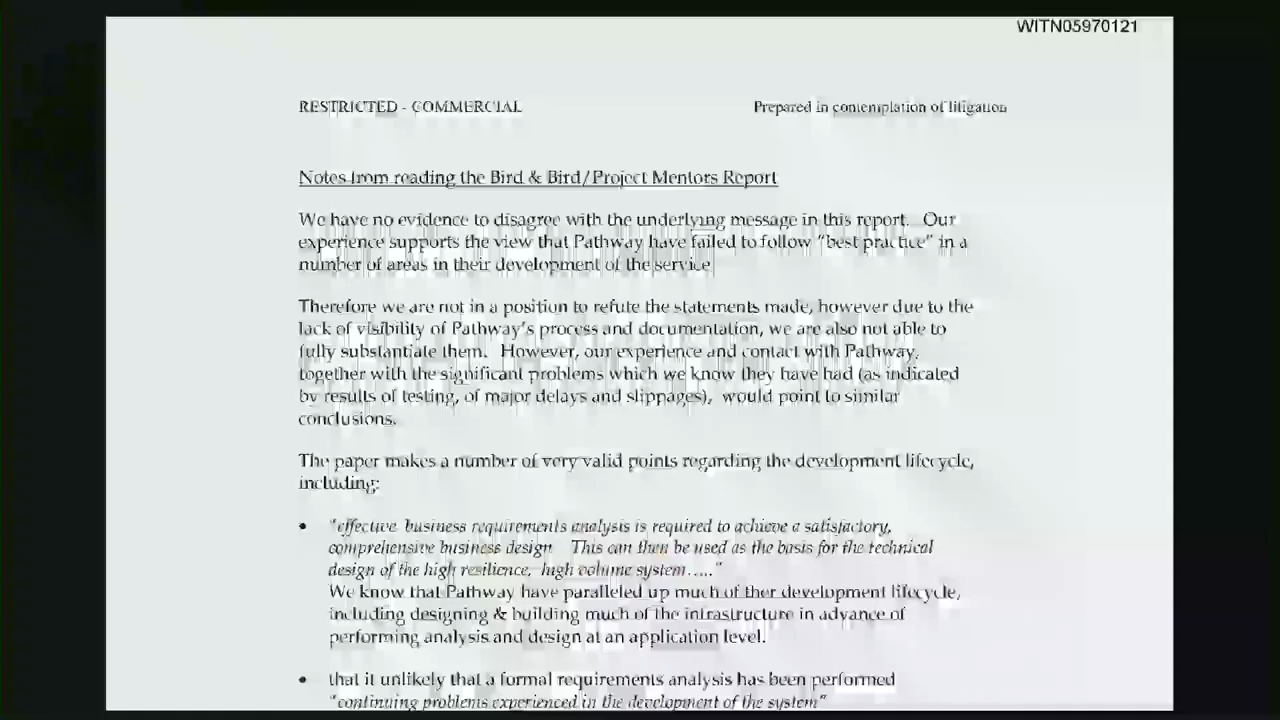 WITN05970121
RESTRICTED - COMMERCIAL Prepared in contemplation of litigation
Notes from reading the Bird & Bird/Project Mentors Report
We have no evidence to disagree with the underlying message in this report. Our
experience supports the view that Pathway have failed to follow "best practice" in a
number of areas in their development of the service
Therefore we are not in a position to refute the statements made, however due to the
lack of visibility of Pathway's process and documentation, we are also not able to
fully substantiate them. However, our experience and contact with Pathway,
together with the significant problems which we know they have had (as indicated
by results of testing, of major delays and slippages), would point to similar
conclusions.
The paper makes a number of very valid points regarding the development lifecycle,
including:
• "effective business requirements analysis is required to achieve a satisfactory,
comprehensive business design This can then be used as the basis for the technical
design of the high resilience, high volume system....."
We know that Pathway have paralleled up much of ther development lifecycle,
including designing & building much of the infrastructure in advance of
performing analysis and design at an application level.
• that it unlikely that a formal requirements analysis has been performed
"continuing problems experienced in the development of the system"